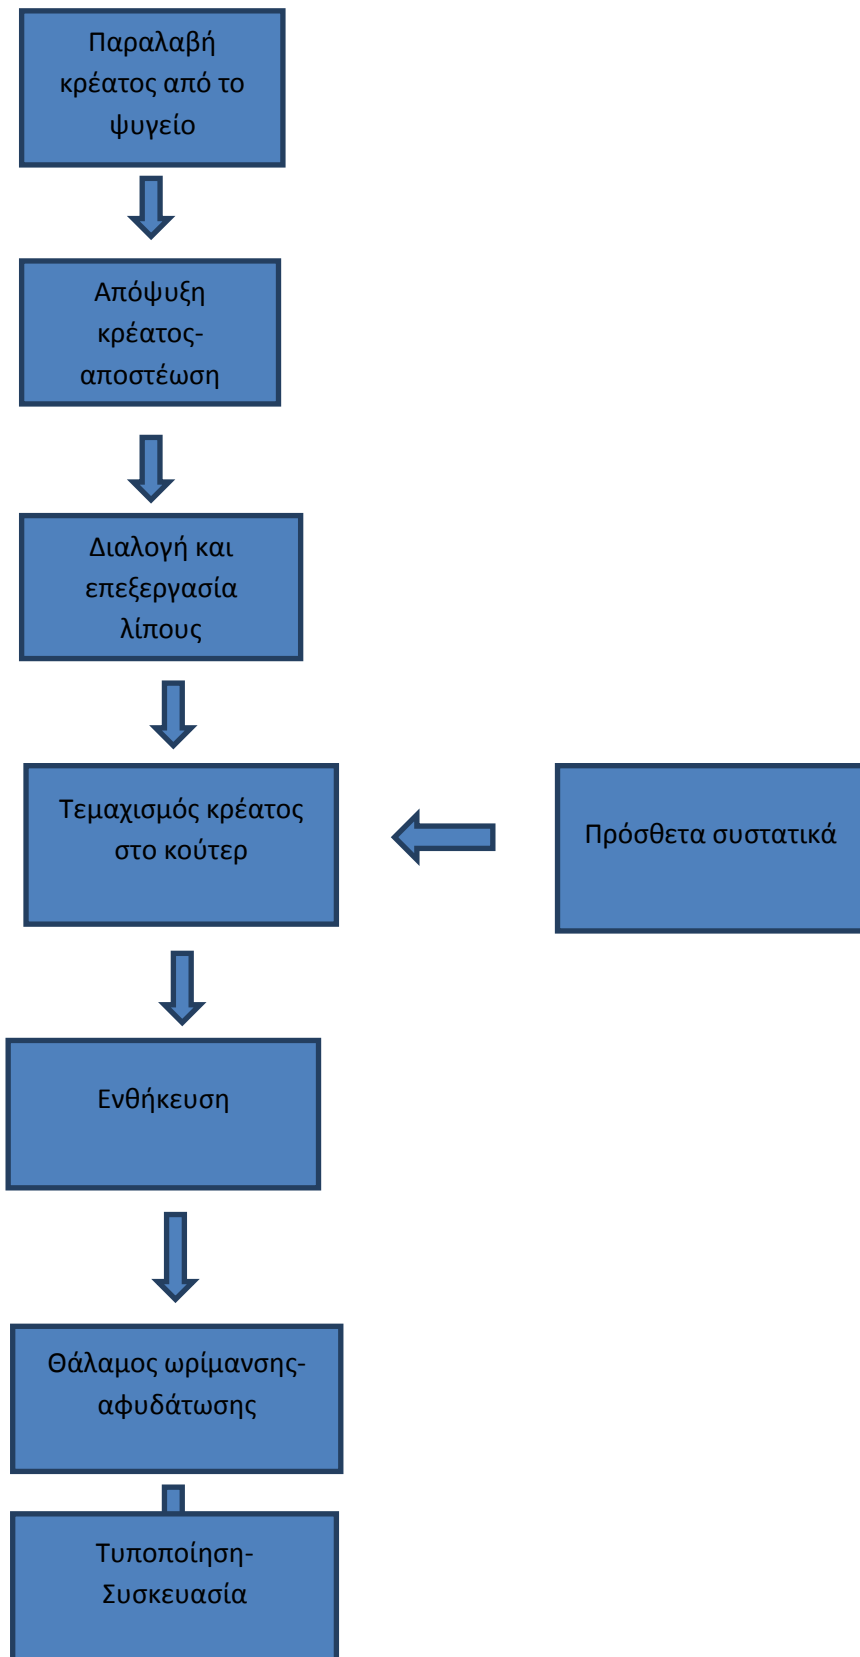 Παραλαβή
κρέατος από το
ψυγείο
Απόψυξη
κρέατος-
αποστέωση
Διαλογή και
επεξεργασία
λίπους
Τεμαχισμός κρέατος
στο κούτερ
Πρόσθετα συστατικά
Ενθήκευση
Θάλαμος ωρίμανσης-
αφυδάτωσης
Τυποποίηση-
Συσκευασία